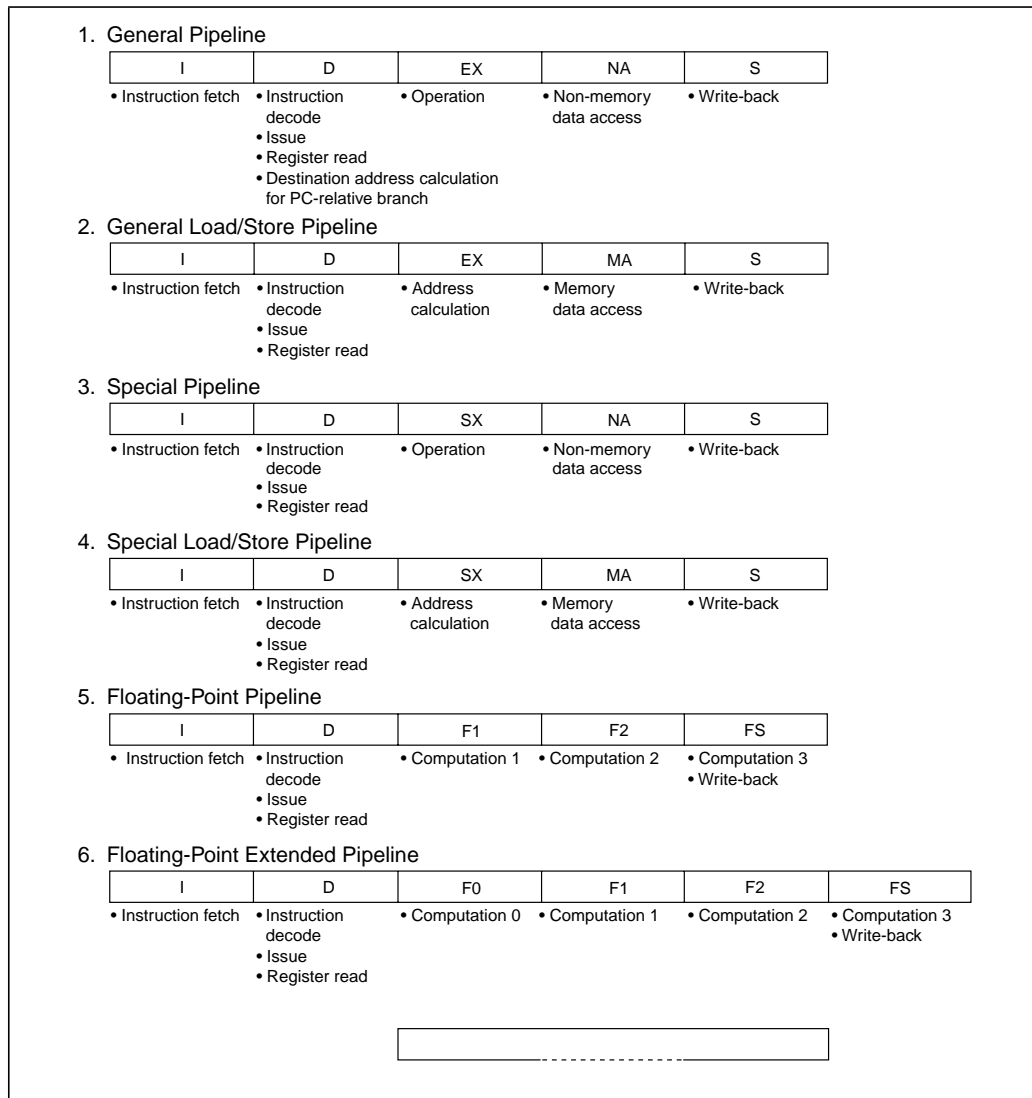 1. General Pipeline
I D EX NA S
• Instruction fetch • Instruction • Operation • Non-memory • Write-back
decode data access
• Issue
• Register read
• Destination address calculation
for PC-relative branch
2. General Load/Store Pipeline
I D EX MA S
• Instruction fetch • Instruction • Address • Memory • Write-back
decode calculation data access
• Issue
• Register read
3. Special Pipeline
I D SX NA S
• Instruction fetch • Instruction • Operation • Non-memory • Write-back
decode data access
• Issue
• Register read
4. Special Load/Store Pipeline
I D SX MA S
• Instruction fetch • Instruction • Address • Memory • Write-back
decode calculation data access
• Issue
• Register read
5. Floating-Point Pipeline
I D F1 F2 FS
• Instruction fetch • Instruction • Computation 1 • Computation 2 • Computation 3
decode • Write-back
• Issue
• Register read
6. Floating-Point Extended Pipeline
I D F0 F1 F2 FS
• Instruction fetch • Instruction • Computation 0 • Computation 1 • Computation 2 • Computation 3
decode • Write-back
• Issue
• Register read